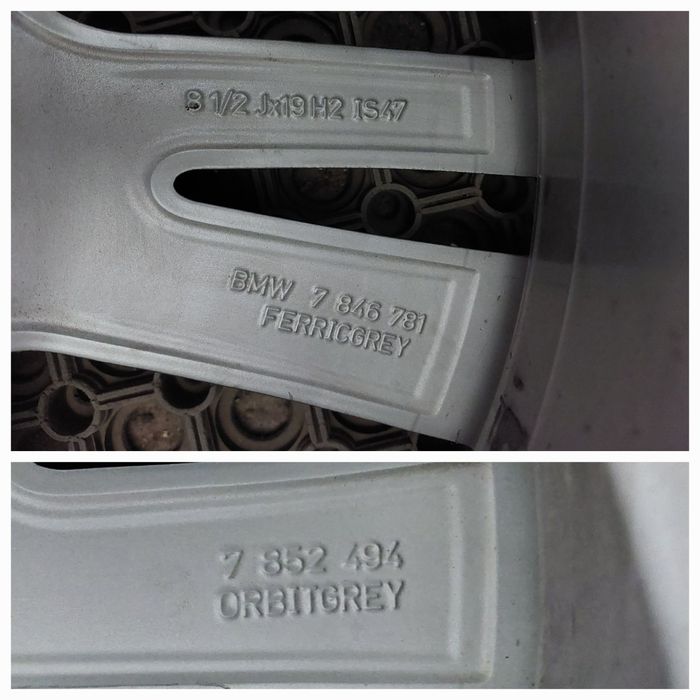 8 1/2 Jx19 H2 IS47
BMW 7 846 781
FERRICGREY
7 852 494
ORBITGREY